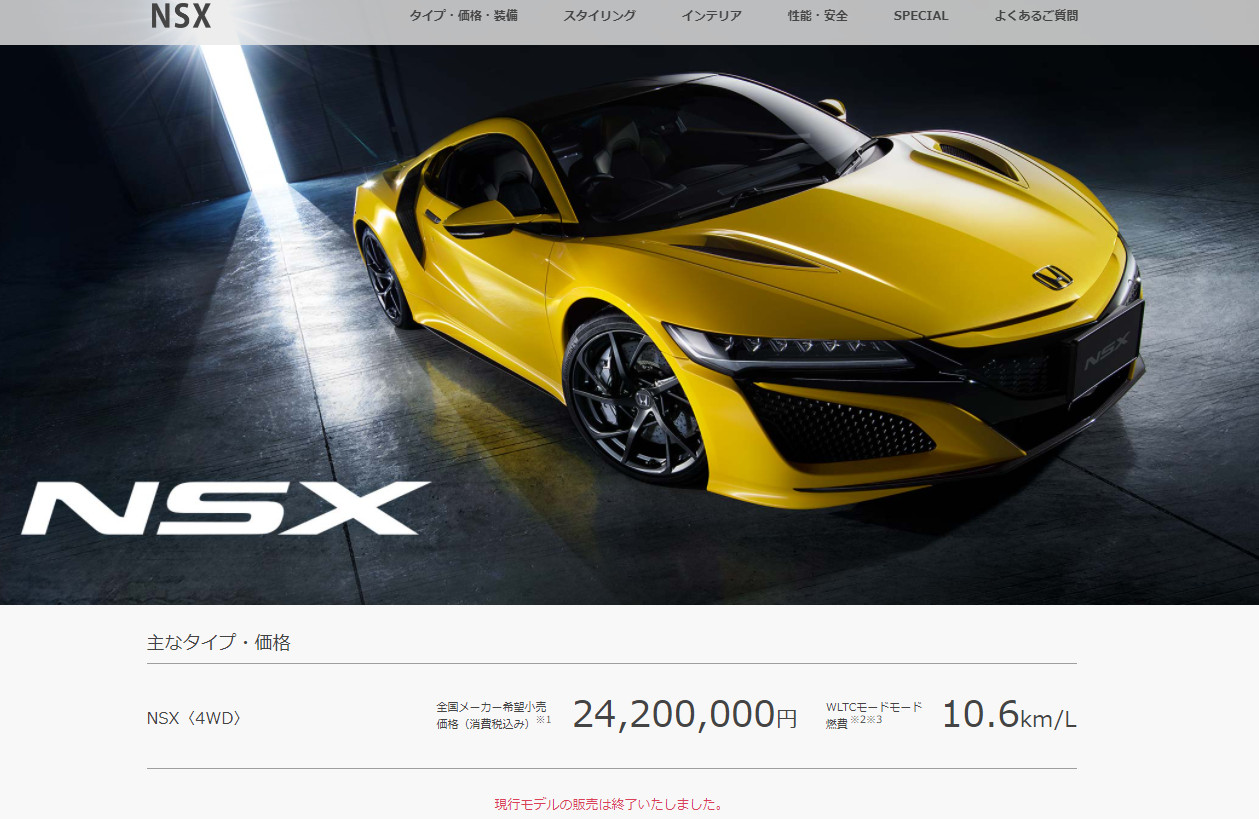 NSX
タイプ・価格・装備 スタイリング インテリア 性能・安全 SPECIAL よくあるご質問
NSX
NSX
主なタイプ・価格
NSX〈4WD〉
全国メーカー希望小売
価格（消費税込み）※1
24,200,000円
WLTCモードモード
燃費※2※3
10.6km/L
現行モデルの販売は終了いたしました。